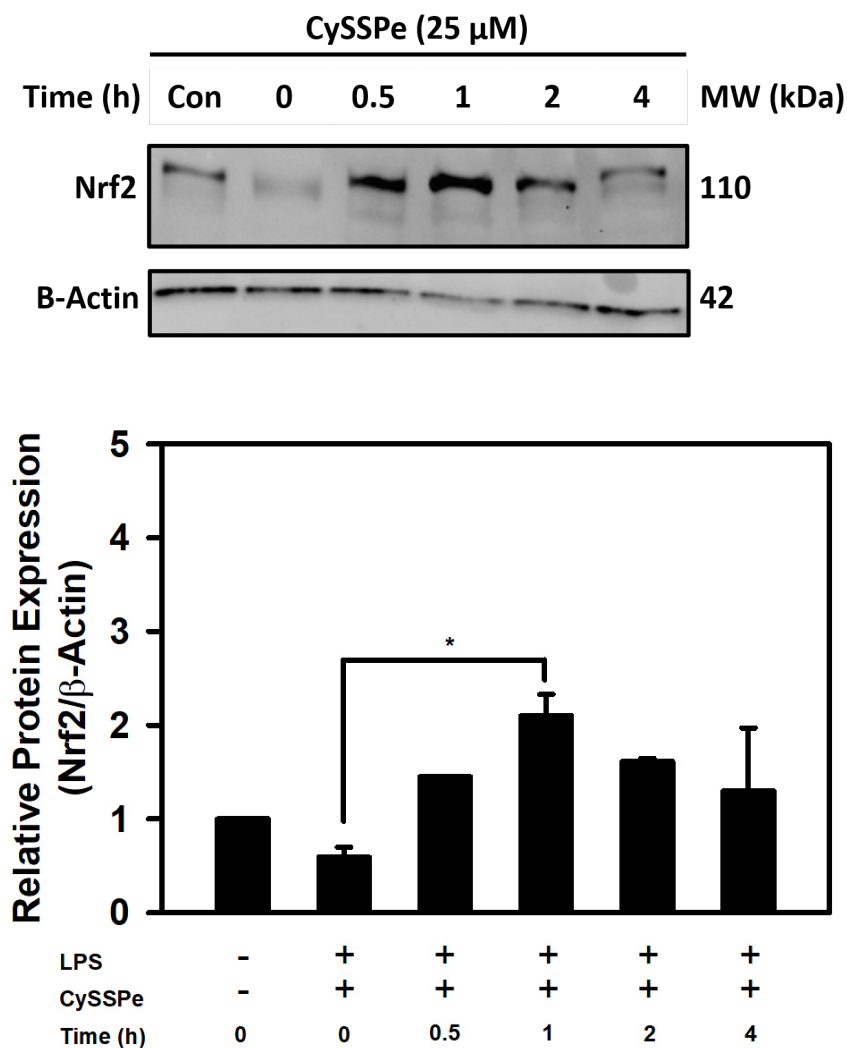 CySSPe (25 µM)
Time (h) Con 0 0.5 1 2 4 MW (kDa)
Nrf2 110
B-Actin 42
Relative Protein Expression
(Nrf2/β-Actin)
5
4
3
2
1
0
*
LPS - + + + + +
CySSPe - + + + + +
Time (h) 0 0 0.5 1 2 4